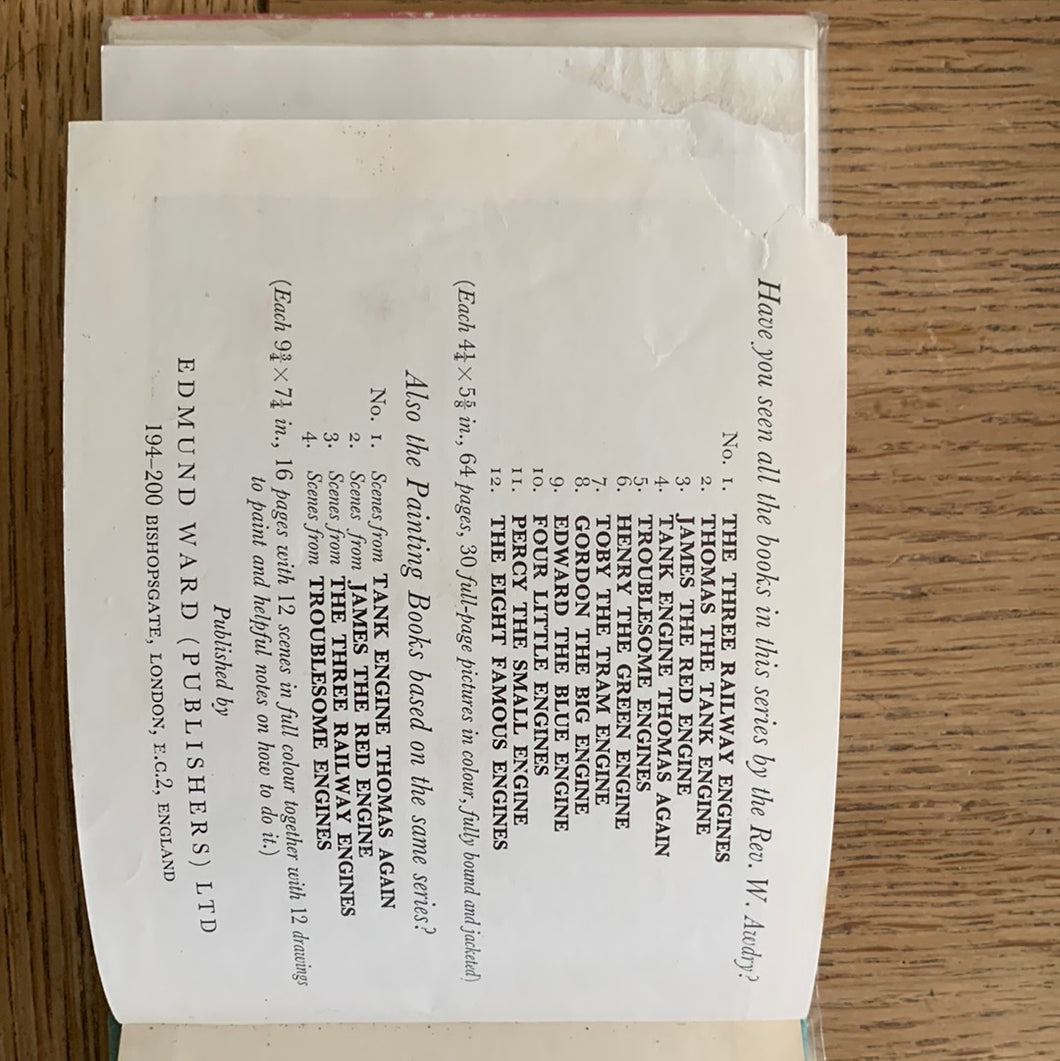 Have you seen all the books in this series by the Rev. W. Awdry?
No. 1. THE THREE RAILWAY ENGINES
2. THOMAS THE TANK ENGINE
3. JAMES THE RED ENGINE
4. TANK ENGINE THOMAS AGAIN
5. TROUBLESOME ENGINES
6. HENRY THE GREEN ENGINE
7. TOBY THE TRAM ENGINE
8. GORDON THE BIG ENGINE
9. EDWARD THE BLUE ENGINE
10. FOUR LITTLE ENGINES
11. PERCY THE SMALL ENGINE
12. THE EIGHT FAMOUS ENGINES
(Each 4¼ × 5⅝ in., 64 pages, 30 full-page pictures in colour, fully bound and jacketed)
Also the Painting Books based on the same series?
No. 1. Scenes from TANK ENGINE THOMAS AGAIN
2. Scenes from JAMES THE RED ENGINE
3. Scenes from THE THREE RAILWAY ENGINES
4. Scenes from TROUBLESOME ENGINES
(Each 9¾ × 7¼ in., 16 pages with 12 scenes in full colour together with 12 drawings
to paint and helpful notes on how to do it.)
Published by
EDMUND WARD (PUBLISHERS) LTD
194–200 BISHOPSGATE, LONDON, E.C.2, ENGLAND